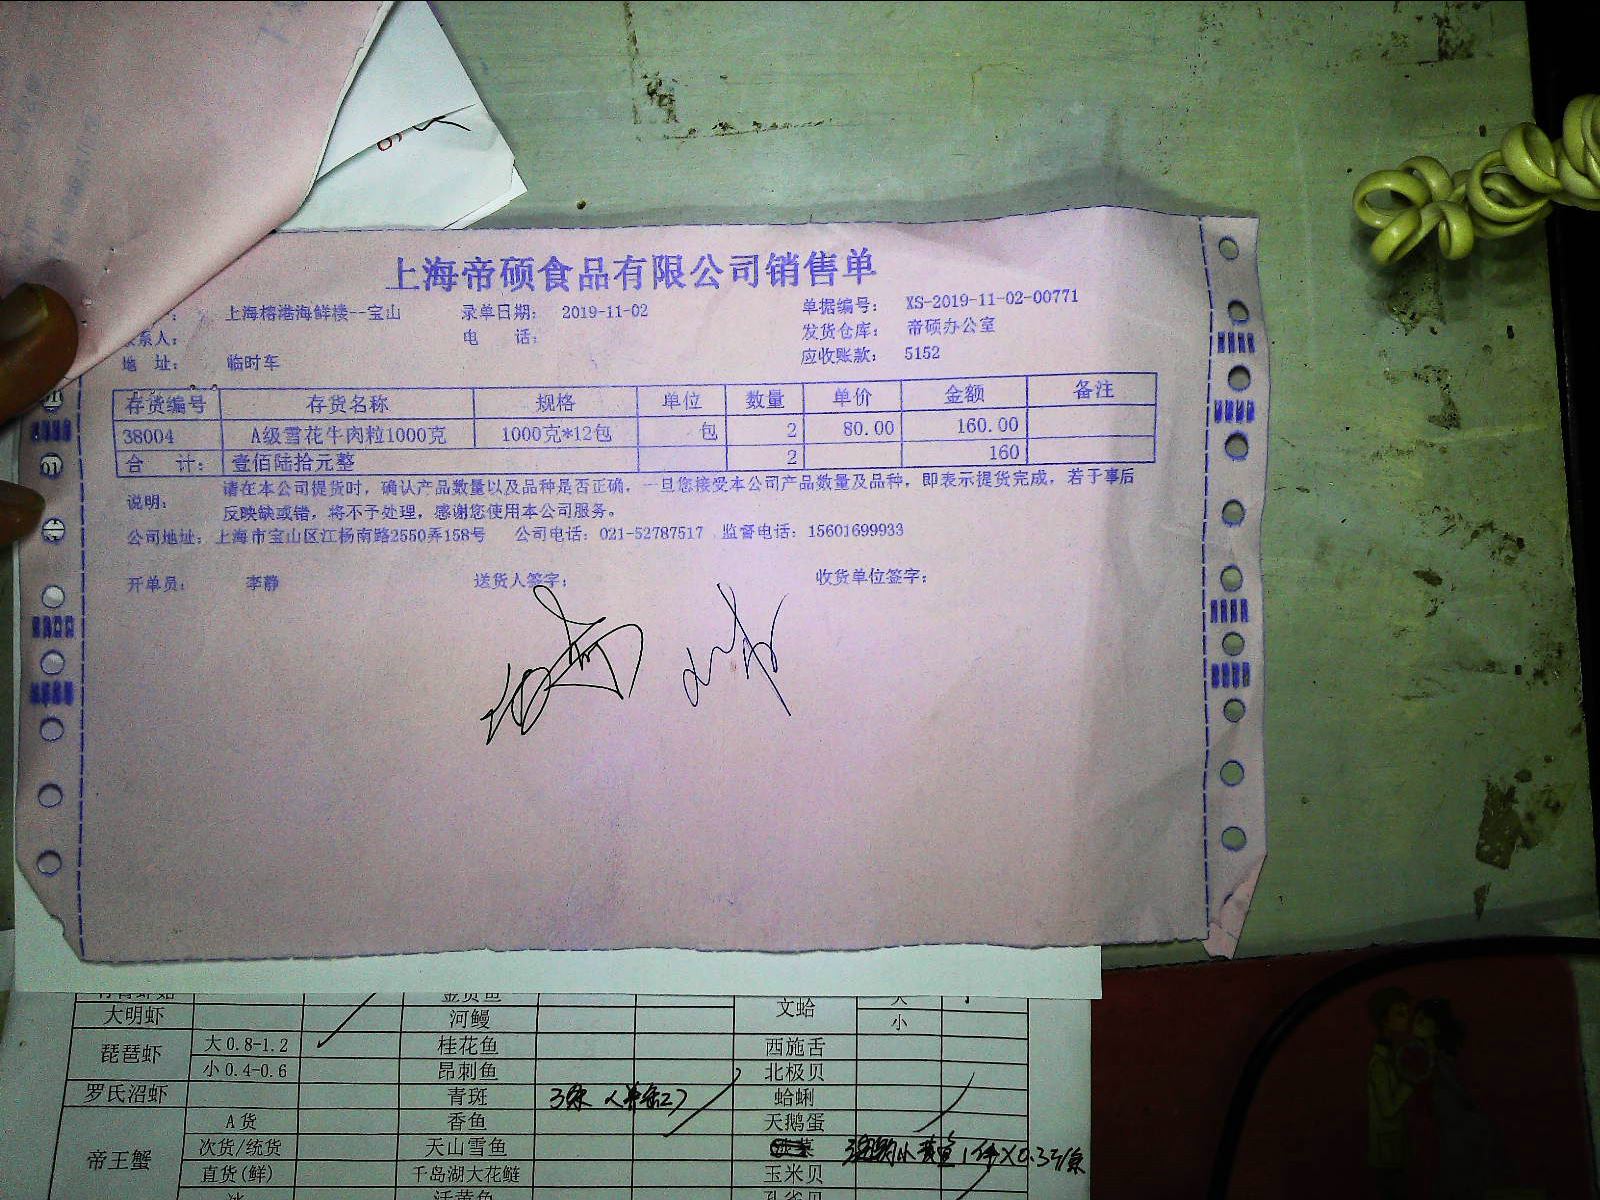 上海帝硕食品有限公司销售单
上海榕港海鲜楼--宝山 录单日期： 2019-11-02 单据编号： XS-2019-11-02-00771
系人： 电 话： 发货仓库： 帝硕办公室
地 址： 临时车 应收账款： 5152
存货编号 存货名称 规格 单位 数量 单价 金额 备注
38004 A级雪花牛肉粒1000克 1000克*12包 包 2 80.00 160.00
合 计： 壹佰陆拾元整 2 160
说明： 请在本公司提货时，确认产品数量以及品种是否正确，一旦您接受本公司产品数量及品种，即表示提货完成，若于事后
反映缺或错，将不予处理，感谢您使用本公司服务。
公司地址：上海市宝山区江杨南路2550弄158号 公司电话：021-52787517 监督电话：15601699933
开单员： 李静 送货人签字： 收货单位签字：
金贡鱼 文蛤 大
大明虾 河鳗 小
琵琶虾 大0.8-1.2 桂花鱼 西施舌
小0.4-0.6 昂刺鱼 北极贝
罗氏沼虾 青斑 3条 蛤蜊
帝王蟹 A货 香鱼 天鹅蛋
次货/统货 天山雪鱼
直货(鲜) 千岛湖大花鲢 玉米贝
冰 活黄鱼 孔雀贝